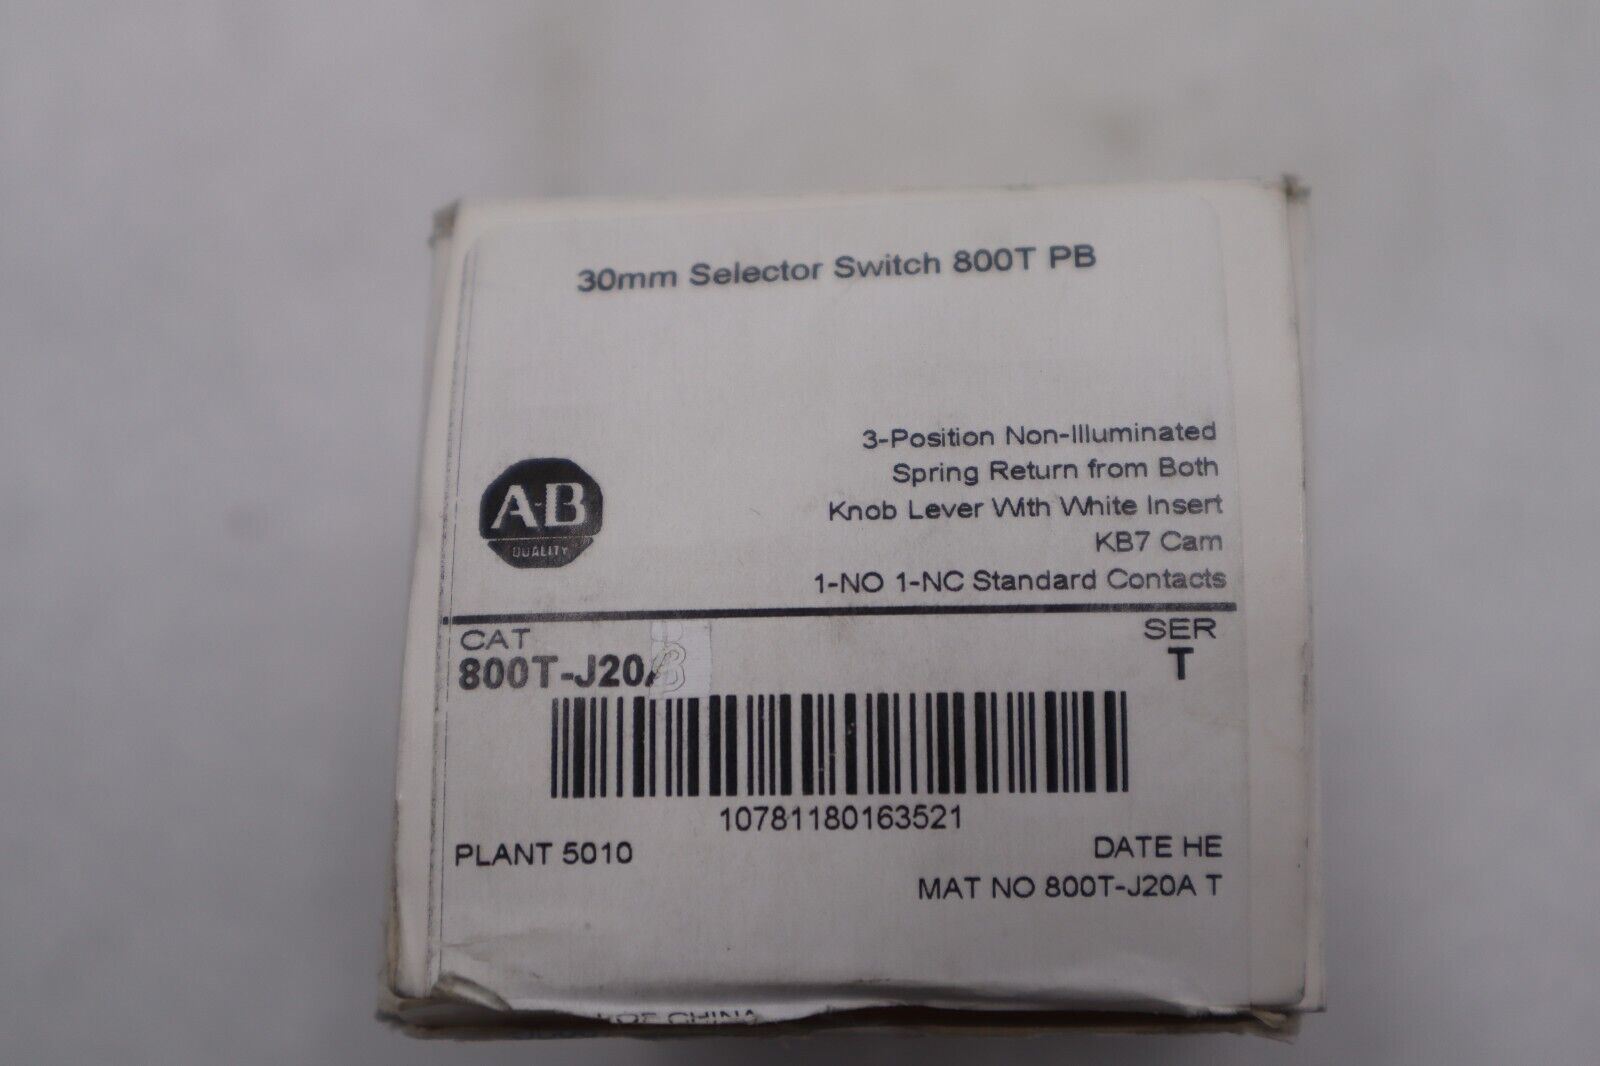 30mm Selector Switch 800T PB
3-Position Non-Illuminated
Spring Return from Both
Knob Lever With White Insert
KB7 Cam
1-NO 1-NC Standard Contacts
A-B
QUALITY
CAT
SER
800T-J20
T
10781180163521
PLANT 5010
DATE HE
MAT NO 800T-J20A T
CHINA